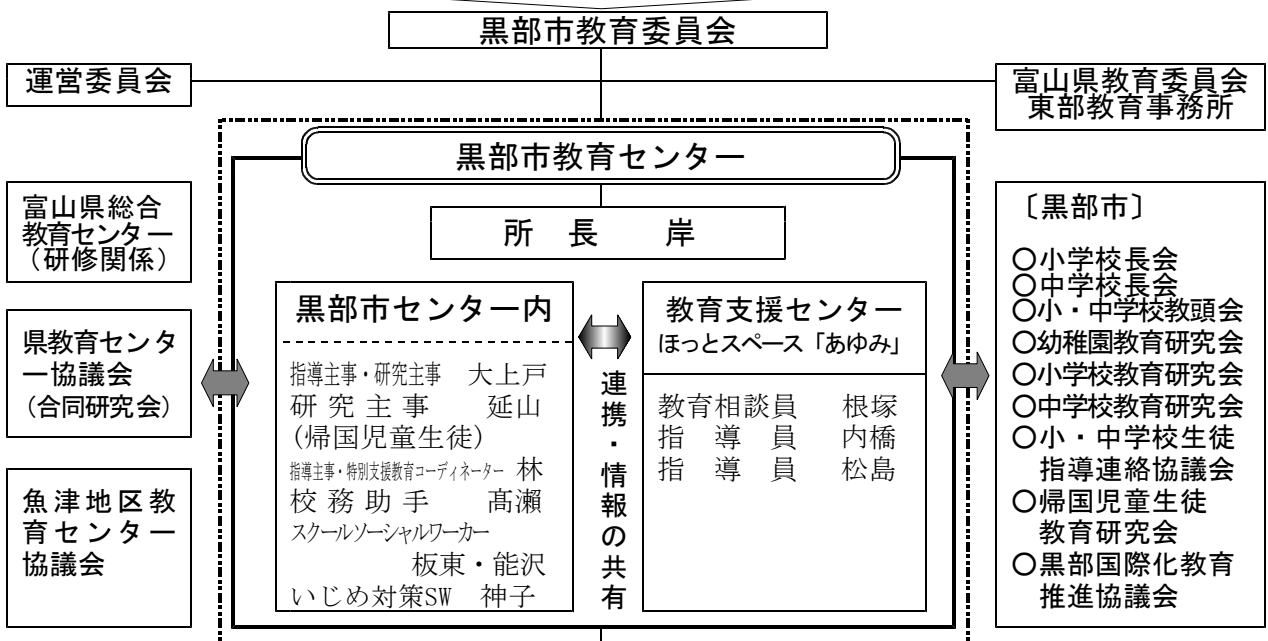 黒部市教育委員会
運営委員会
富山県教育委員会
東部教育事務所
黒部市教育センター
所　長　　岸
富山県総合
教育センター
（研修関係）
県教育センタ
ー協議会
(合同研究会)
魚津地区教
育センター
協議会
黒部市センター内
指導主事・研究主事　大上戸
研 究 主 事　　延山
(帰国児童生徒)
指導主事・特別支援教育コーディネーター　林
校 務 助 手　　髙瀬
スクールソーシャルワーカー
板東・能沢
いじめ対策SW　神子
連携・情報の共有
教育支援センター
ほっとスペース「あゆみ」
教育相談員　　根塚
指　導　員　　内橋
指　導　員　　松島
〔黒部市〕
○小学校長会
○中学校長会
○小・中学校教頭会
○幼稚園教育研究会
○小学校教育研究会
○中学校教育研究会
○小・中学校生徒
指導連絡協議会
○帰国児童生徒
教育研究会
○黒部国際化教育
推進協議会